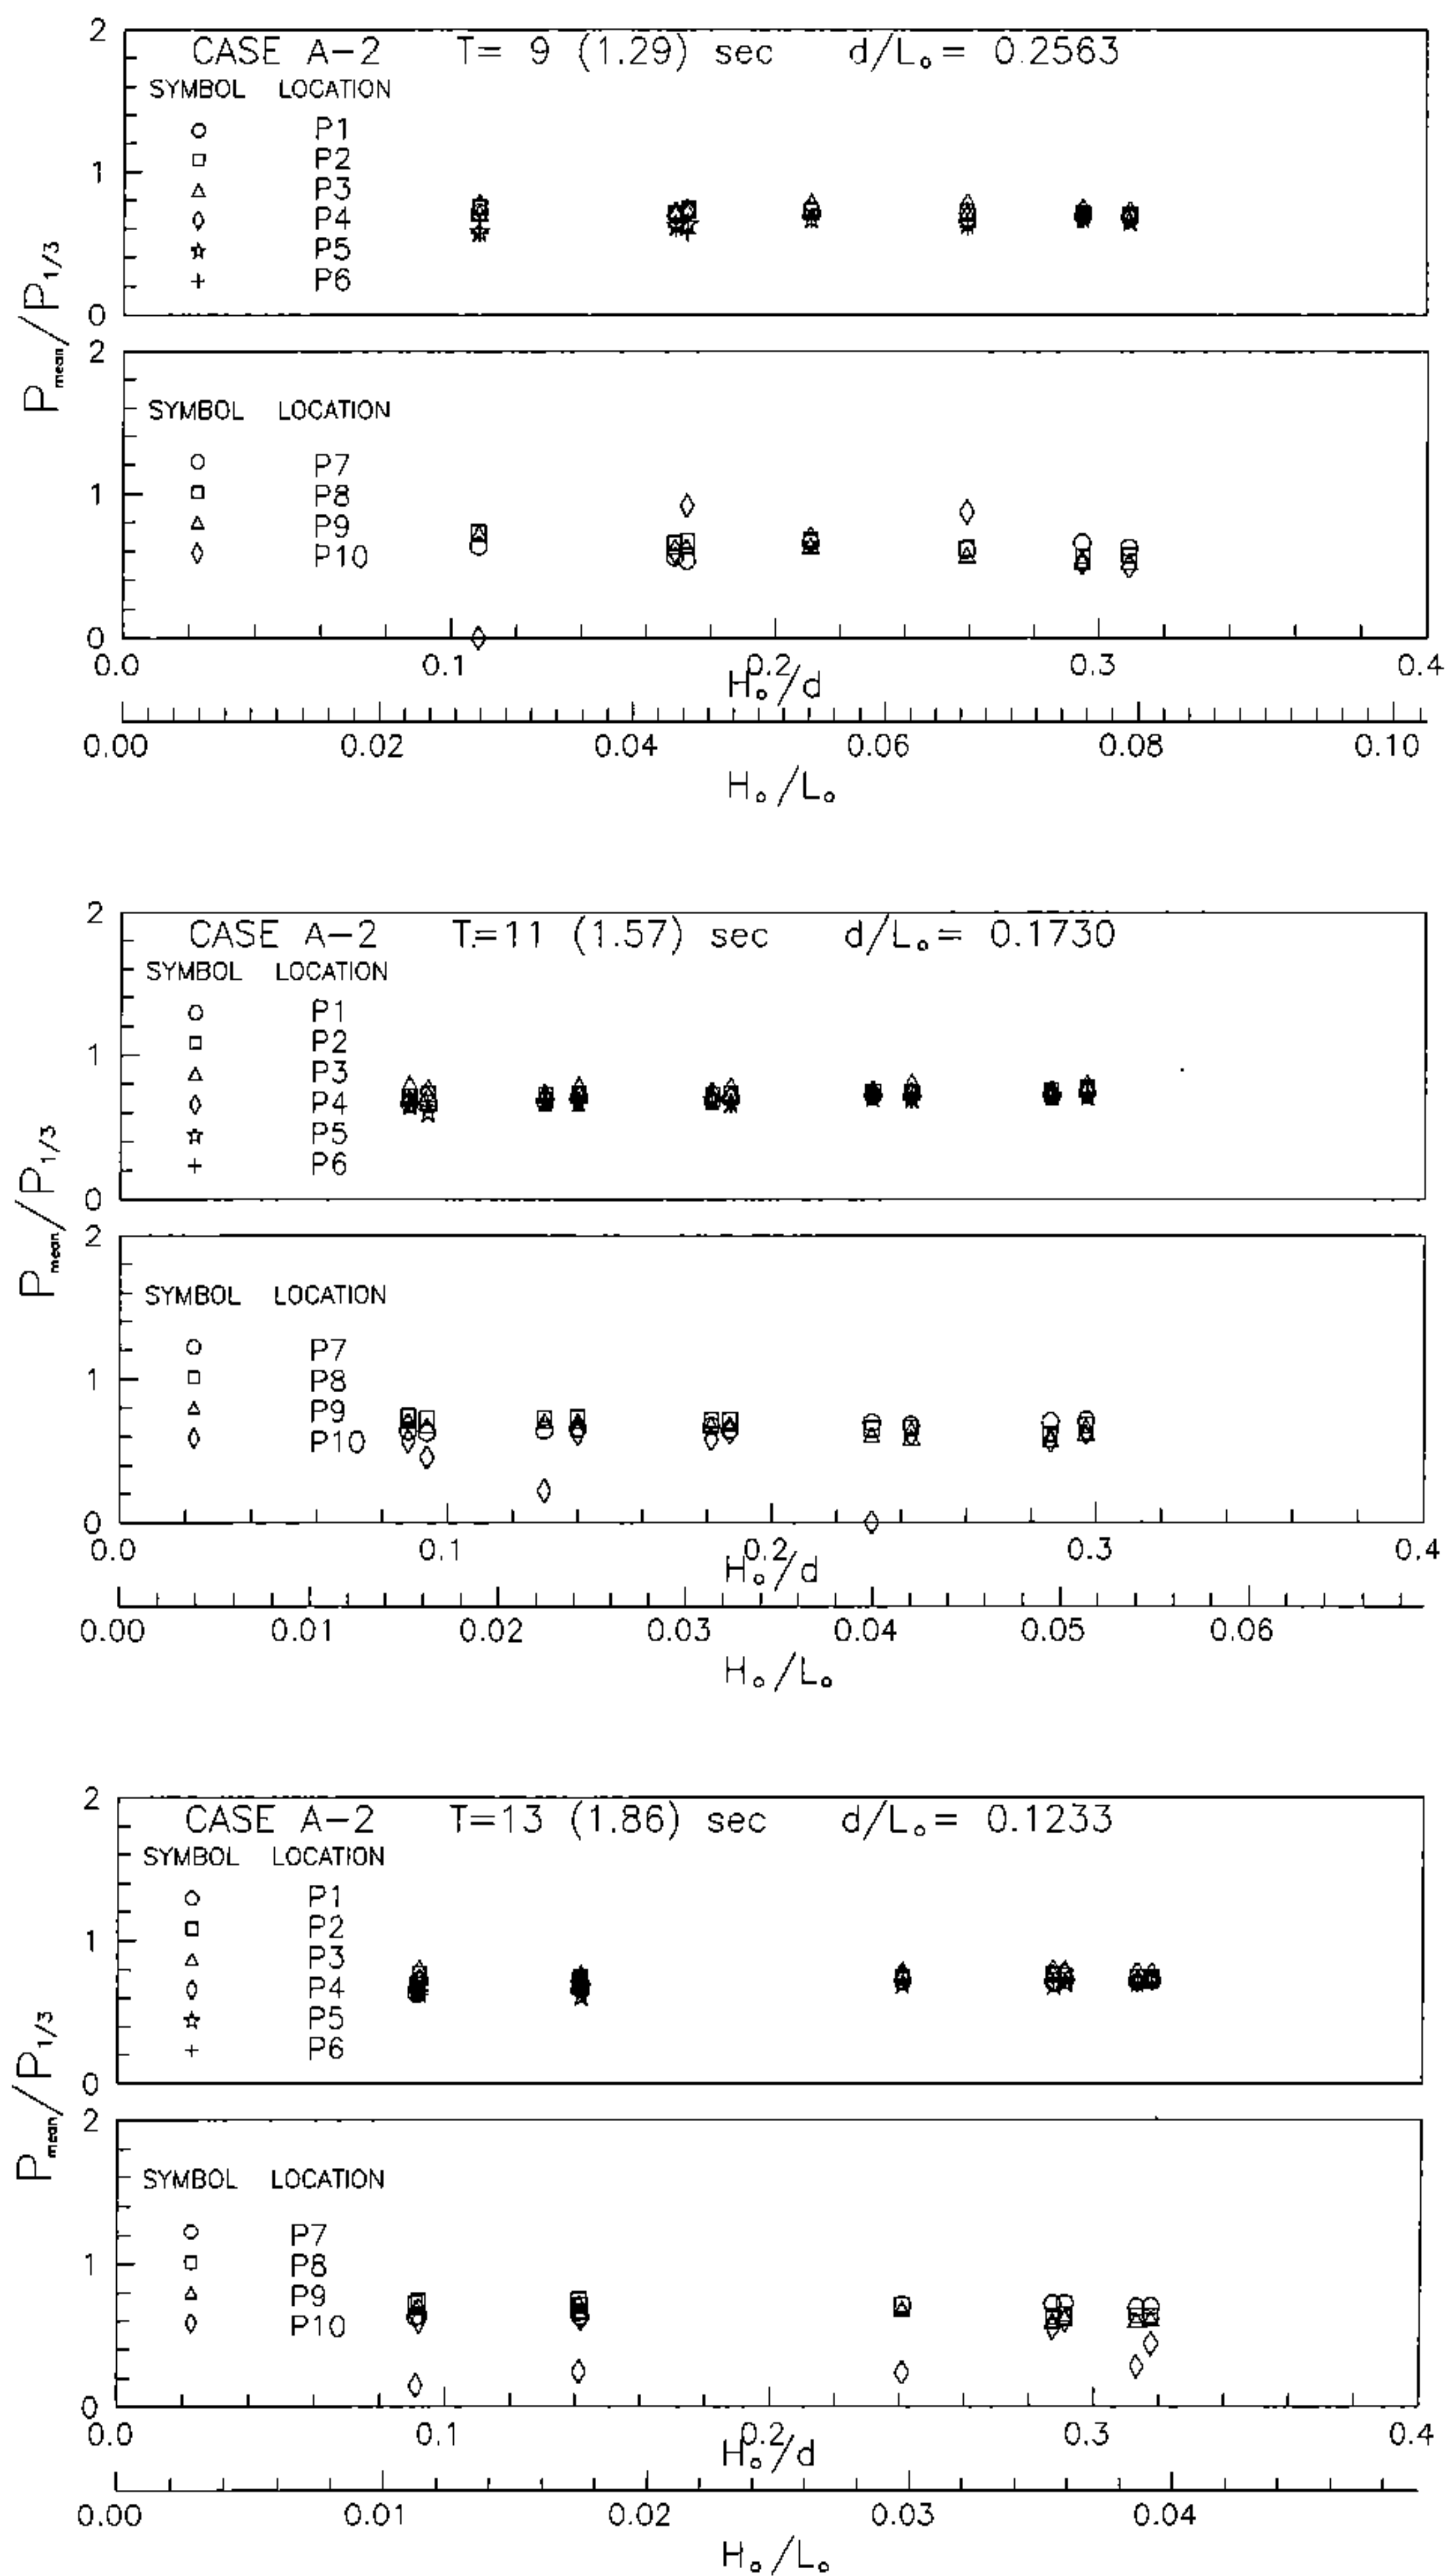 CASE A-2 T= 9 (1.29) sec d/Lₒ= 0.2563
SYMBOL LOCATION
P1
P2
P3
P4
P5
P6
2
1
0
Pmean/P1/3
2
1
0
SYMBOL LOCATION
P7
P8
P9
P10
0.0 0.1 0.2 0.3 0.4
Hₒ/d
0.00 0.02 0.04 0.06 0.08 0.10
Hₒ/Lₒ
CASE A-2 T=11 (1.57) sec d/Lₒ= 0.1730
SYMBOL LOCATION
P1
P2
P3
P4
P5
P6
2
1
0
Pmean/P1/3
2
1
0
SYMBOL LOCATION
P7
P8
P9
P10
0.0 0.1 0.2 0.3 0.4
Hₒ/d
0.00 0.01 0.02 0.03 0.04 0.05 0.06
Hₒ/Lₒ
CASE A-2 T=13 (1.86) sec d/Lₒ= 0.1233
SYMBOL LOCATION
P1
P2
P3
P4
P5
P6
2
1
0
Pmean/P1/3
2
1
0
SYMBOL LOCATION
P7
P8
P9
P10
0.0 0.1 0.2 0.3 0.4
Hₒ/d
0.00 0.01 0.02 0.03 0.04
Hₒ/Lₒ